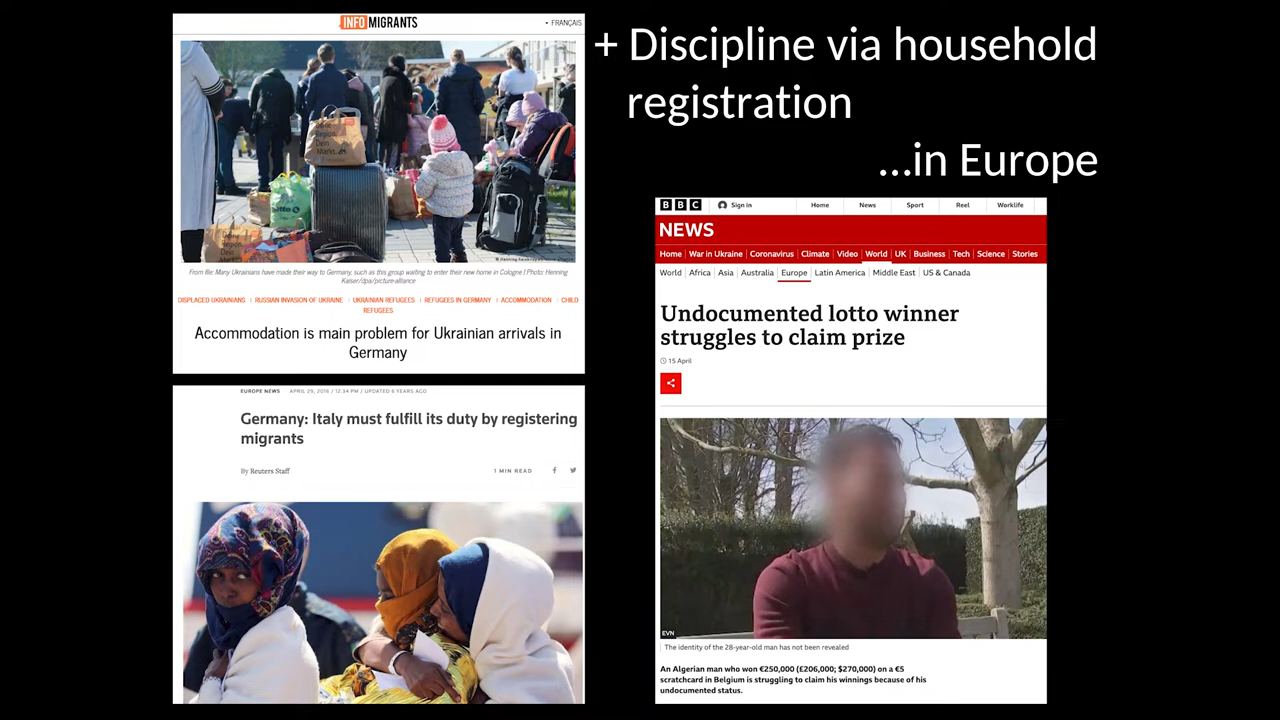 + Discipline via household
registration
...in Europe
INFOMIGRANTS
FRANÇAIS
Dein
Markt.
From file: Many Ukrainians have made their way to Germany, such as this group waiting to enter their new home in Cologne | Photo: Henning
Kaiser/dpa/picture-alliance
DISPLACED UKRAINIANS | RUSSIAN INVASION OF UKRAINE | UKRAINIAN REFUGEES | REFUGEES IN GERMANY | ACCOMMODATION | CHILD
REFUGEES
Accommodation is main problem for Ukrainian arrivals in
Germany
EUROPE NEWS APRIL 29, 2016 / 12:34 PM / UPDATED 6 YEARS AGO
Germany: Italy must fulfill its duty by registering
migrants
By Reuters Staff
1 MIN READ
BBC Sign in Home News Sport Reel Worklife
NEWS
Home War in Ukraine Coronavirus Climate Video World UK Business Tech Science Stories
World Africa Asia Australia Europe Latin America Middle East US & Canada
Undocumented lotto winner
struggles to claim prize
15 April
EVN
The identity of the 28-year-old man has not been revealed
An Algerian man who won €250,000 (£206,000; $270,000) on a €5
scratchcard in Belgium is struggling to claim his winnings because of his
undocumented status.